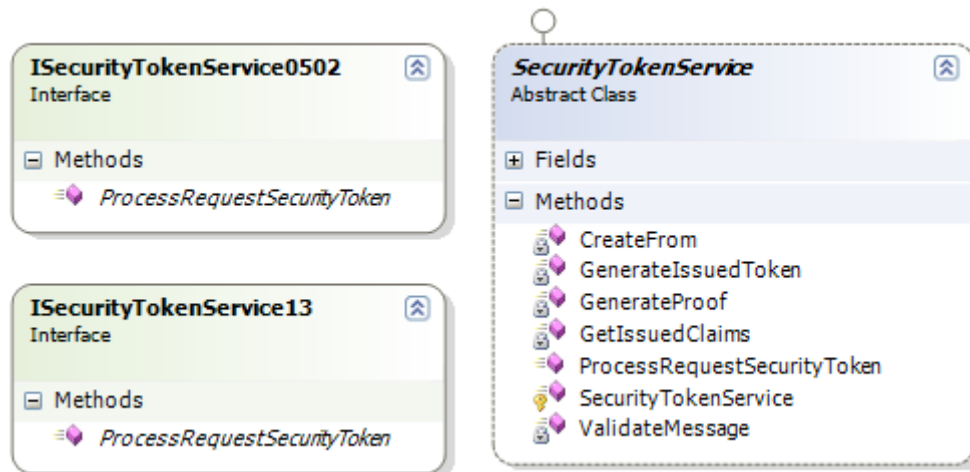 ISecurityTokenService0502
Interface
Methods
ProcessRequestSecurityToken
ISecurityTokenService13
Interface
Methods
ProcessRequestSecurityToken
SecurityTokenService
Abstract Class
Fields
Methods
CreateFrom
GenerateIssuedToken
GenerateProof
GetIssuedClaims
ProcessRequestSecurityToken
SecurityTokenService
ValidateMessage